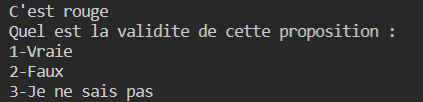 C'est rouge
Quel est la validite de cette proposition :
1-Vraie
2-Faux
3-Je ne sais pas